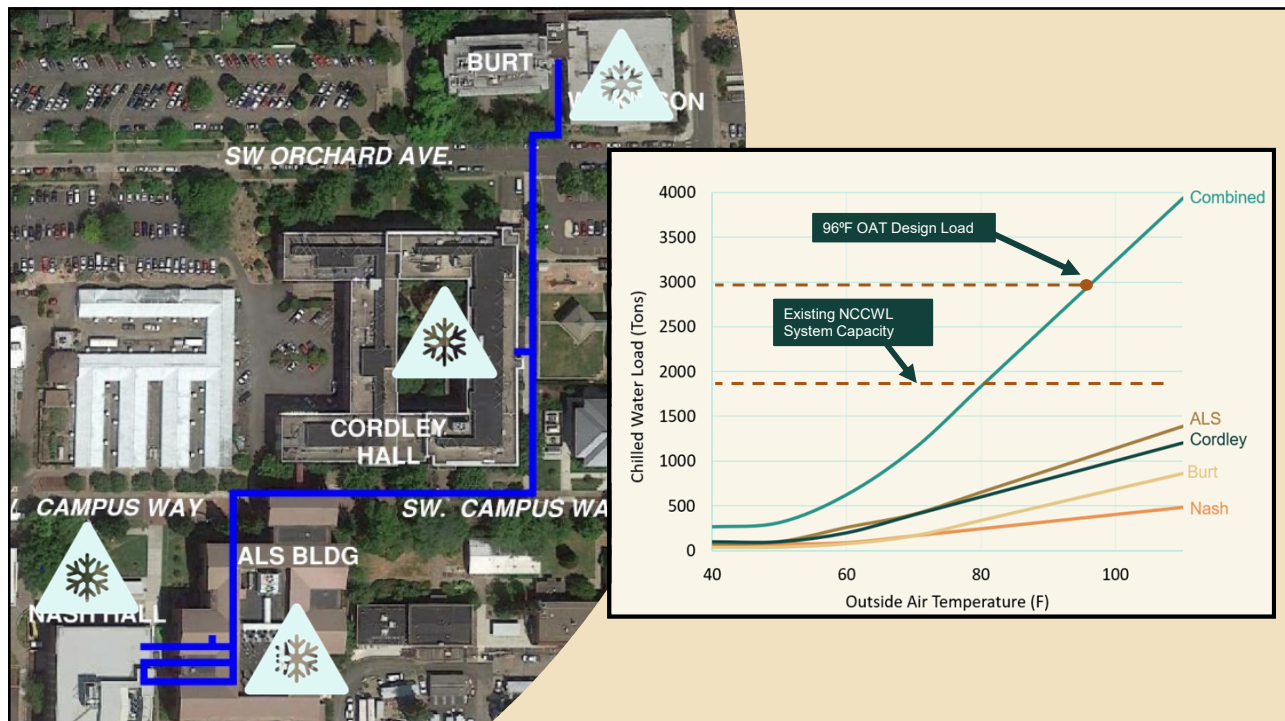 BURT
SW ORCHARD AVE.
CORDLEY
HALL
CAMPUS WAY
SW. CAMPUS WA
ALS BLDG
NASH HALL
4000
3500
3000
2500
2000
1500
1000
500
0
Chilled Water Load (Tons)
40
60
80
100
Outside Air Temperature (F)
96ºF OAT Design Load
Existing NCCWL
System Capacity
Combined
ALS
Cordley
Burt
Nash